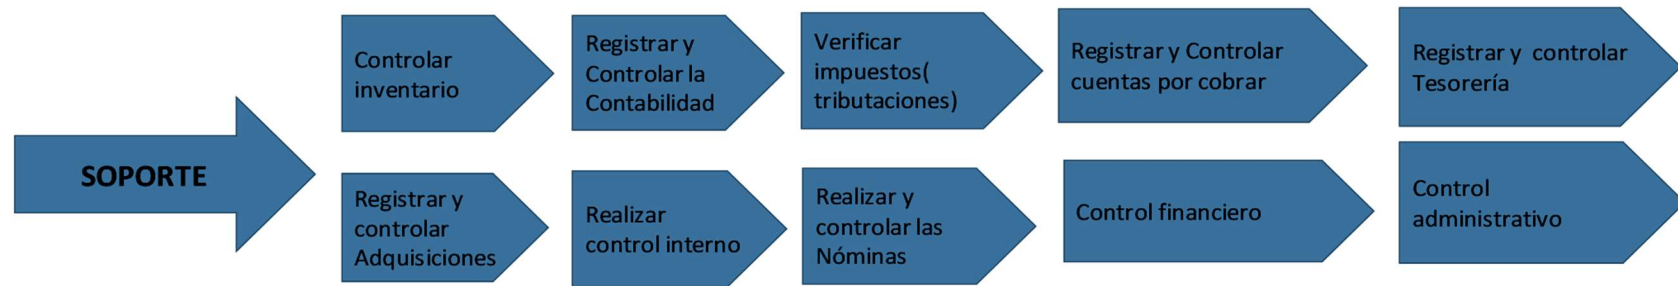 SOPORTE
Controlar
inventario
Registrar y
Controlar la
Contabilidad
Verificar
impuestos(
tributaciones)
Registrar y Controlar
cuentas por cobrar
Registrar y  controlar
Tesorería
Registrar y
controlar
Adquisiciones
Realizar
control interno
Realizar y
controlar las
Nóminas
Control financiero
Control
administrativo